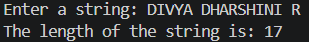 Enter a string: DIVYA DHARSHINI R
The length of the string is: 17